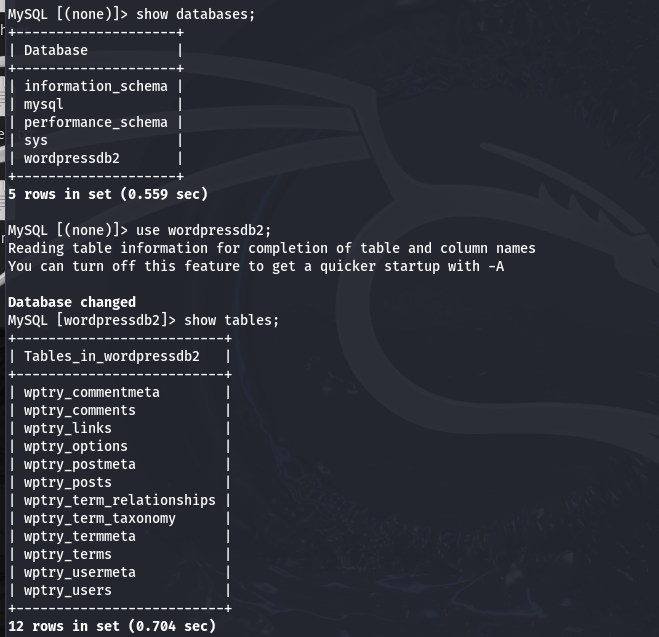 MySQL [(none)]> show databases;
+--------------------+
| Database           |
+--------------------+
| information_schema |
| mysql              |
| performance_schema |
| sys                |
| wordpressdb2       |
+--------------------+
5 rows in set (0.559 sec)

MySQL [(none)]> use wordpressdb2;
Reading table information for completion of table and column names
You can turn off this feature to get a quicker startup with -A

Database changed
MySQL [wordpressdb2]> show tables;
+--------------------------+
| Tables_in_wordpressdb2   |
+--------------------------+
| wptry_commentmeta        |
| wptry_comments           |
| wptry_links              |
| wptry_options            |
| wptry_postmeta           |
| wptry_posts              |
| wptry_term_relationships |
| wptry_term_taxonomy      |
| wptry_termmeta           |
| wptry_terms              |
| wptry_usermeta           |
| wptry_users              |
+--------------------------+
12 rows in set (0.704 sec)